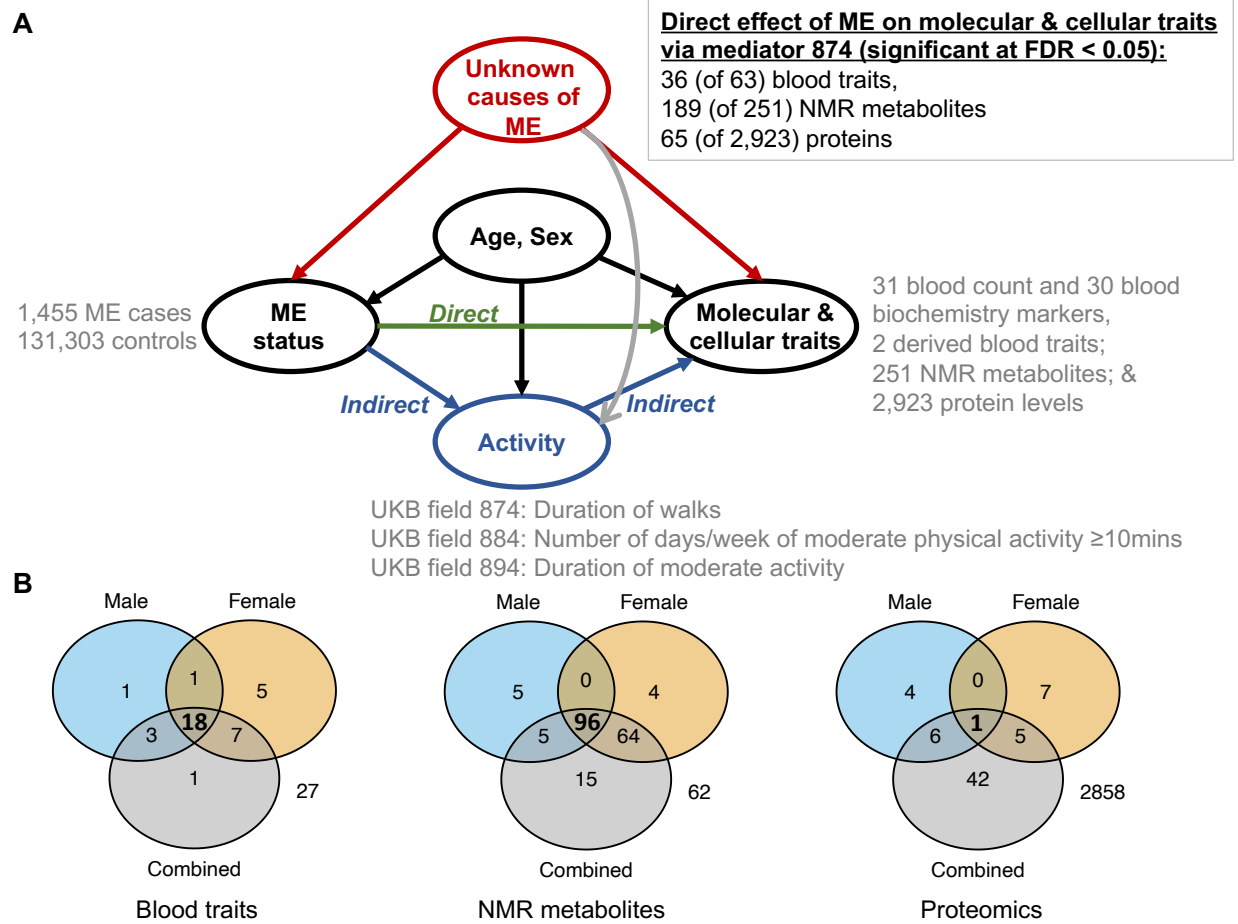 A
Direct effect of ME on molecular & cellular traits
via mediator 874 (significant at FDR < 0.05):
36 (of 63) blood traits,
189 (of 251) NMR metabolites
65 (of 2,923) proteins
Unknown
causes of
ME
Age, Sex
1,455 ME cases
131,303 controls
ME
status
Direct
Molecular &
cellular traits
31 blood count and 30 blood
biochemistry markers,
2 derived blood traits;
251 NMR metabolites; &
2,923 protein levels
Indirect
Indirect
Activity
UKB field 874: Duration of walks
UKB field 884: Number of days/week of moderate physical activity ≥10mins
UKB field 894: Duration of moderate activity
B
Male
Female
1
1
5
18
3
7
1
27
Combined
Blood traits
Male
Female
5
0
4
96
5
64
15
62
Combined
NMR metabolites
Male
Female
4
0
7
1
6
5
42
2858
Combined
Proteomics